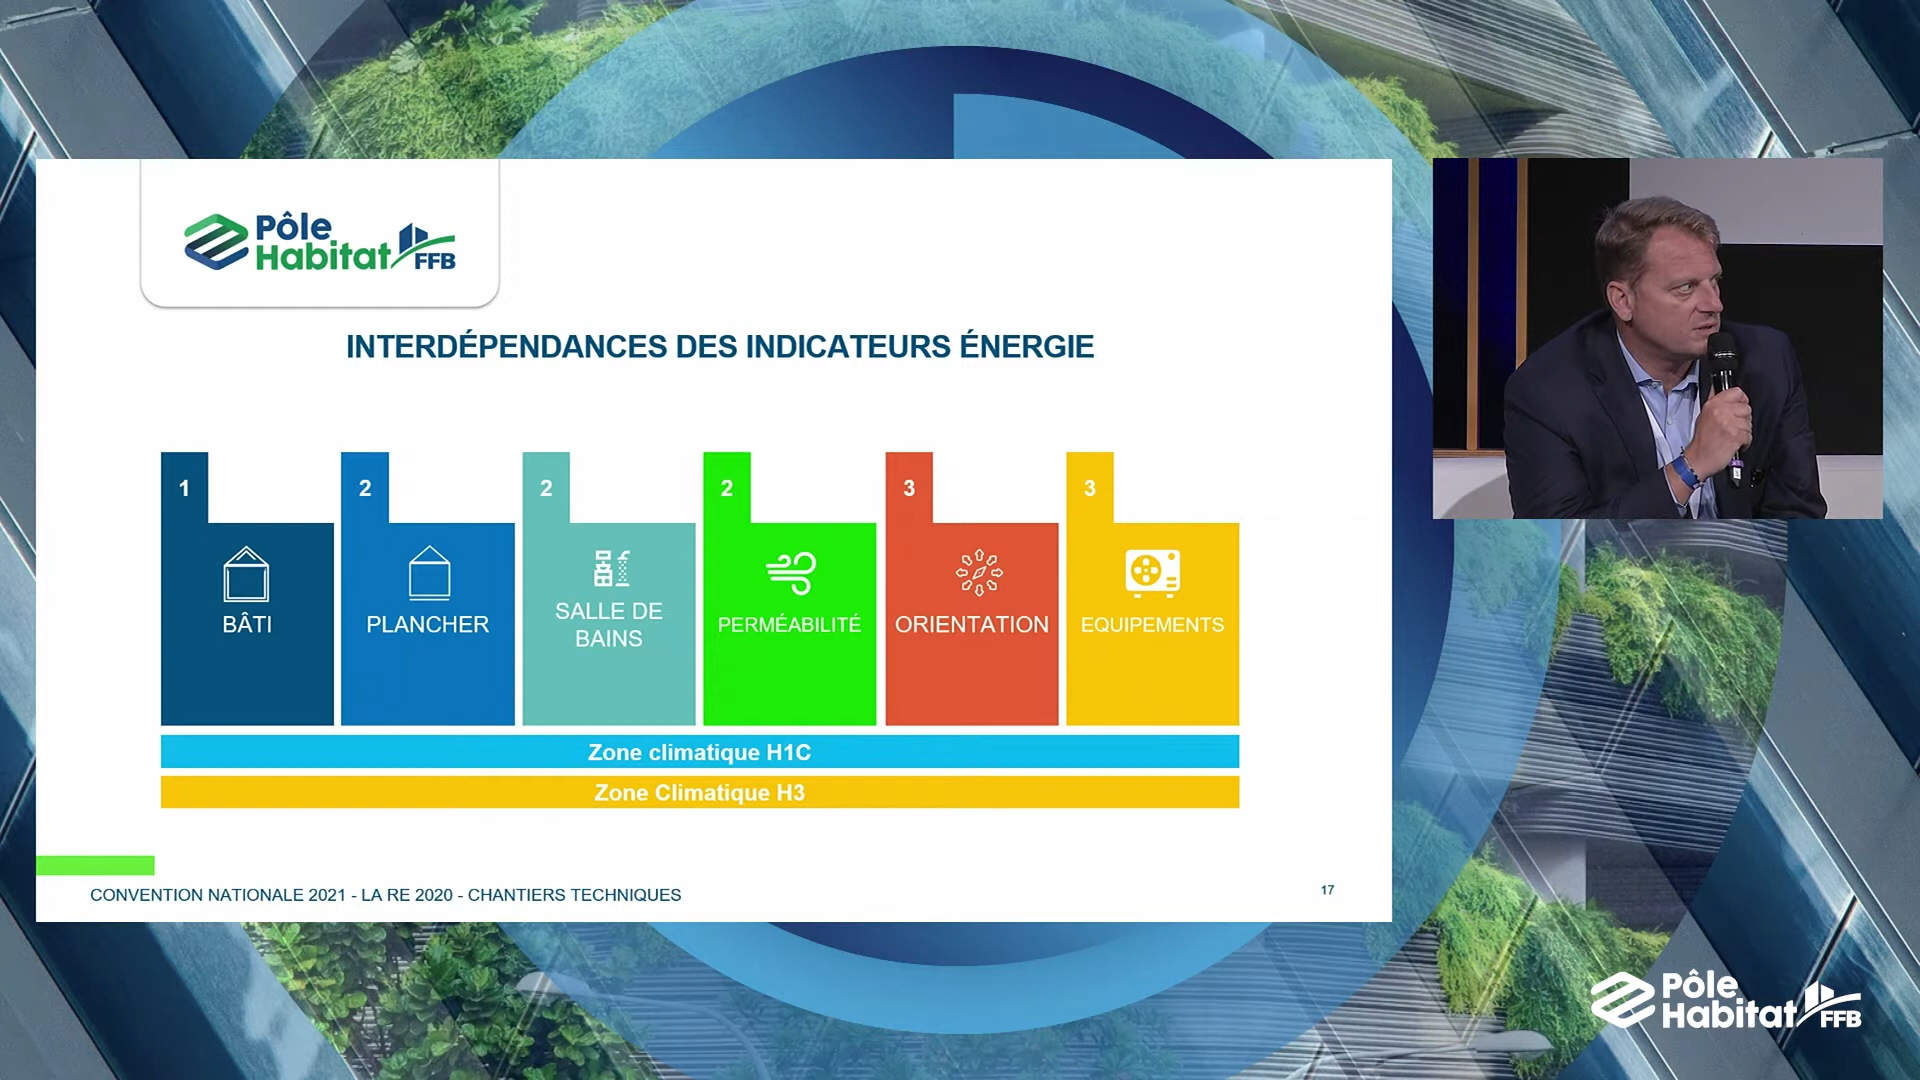 Pôle
Habitat FFB
INTERDÉPENDANCES DES INDICATEURS ÉNERGIE
1
2
2
2
3
3
BÂTI
PLANCHER
SALLE DE
BAINS
PERMÉABILITÉ
ORIENTATION
EQUIPEMENTS
Zone climatique H1C
Zone Climatique H3
CONVENTION NATIONALE 2021 - LA RE 2020 - CHANTIERS TECHNIQUES
17
Pôle
Habitat FFB